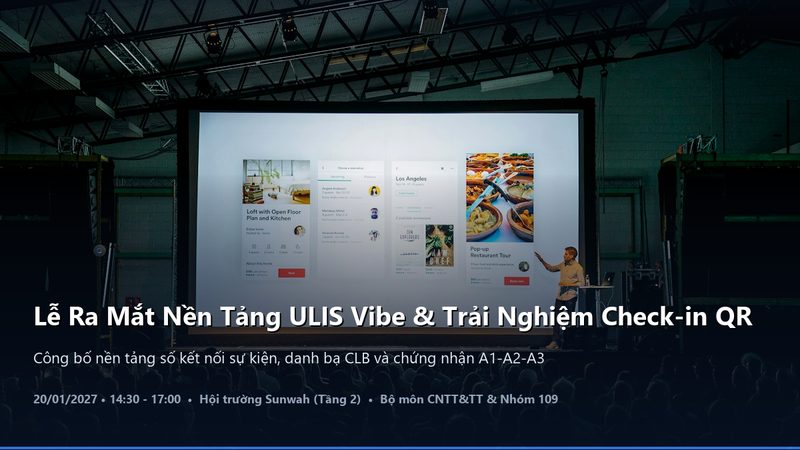 Loft with Open Floor
Plan and Kitchen
Los Angeles
Pop-up
Restaurant Tour
Lễ Ra Mắt Nền Tảng ULIS Vibe & Trải Nghiệm Check-in QR
Công bố nền tảng số kết nối sự kiện, danh bạ CLB và chứng nhận A1-A2-A3
20/01/2027 • 14:30 - 17:00 • Hội trường Sunwah (Tầng 2) • Bộ môn CNTT&TT & Nhóm 109